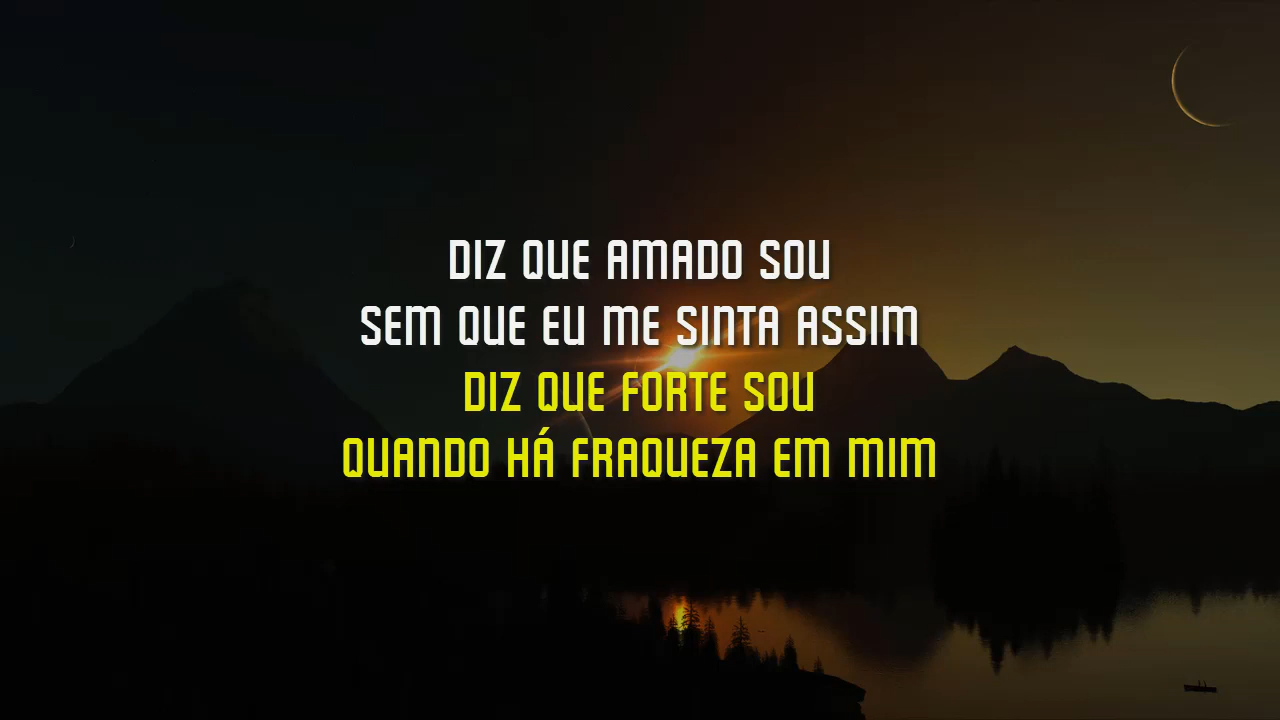 DIZ QUE AMADO SOU
SEM QUE EU ME SINTA ASSIM
DIZ QUE FORTE SOU
QUANDO HÁ FRAQUEZA EM MIM